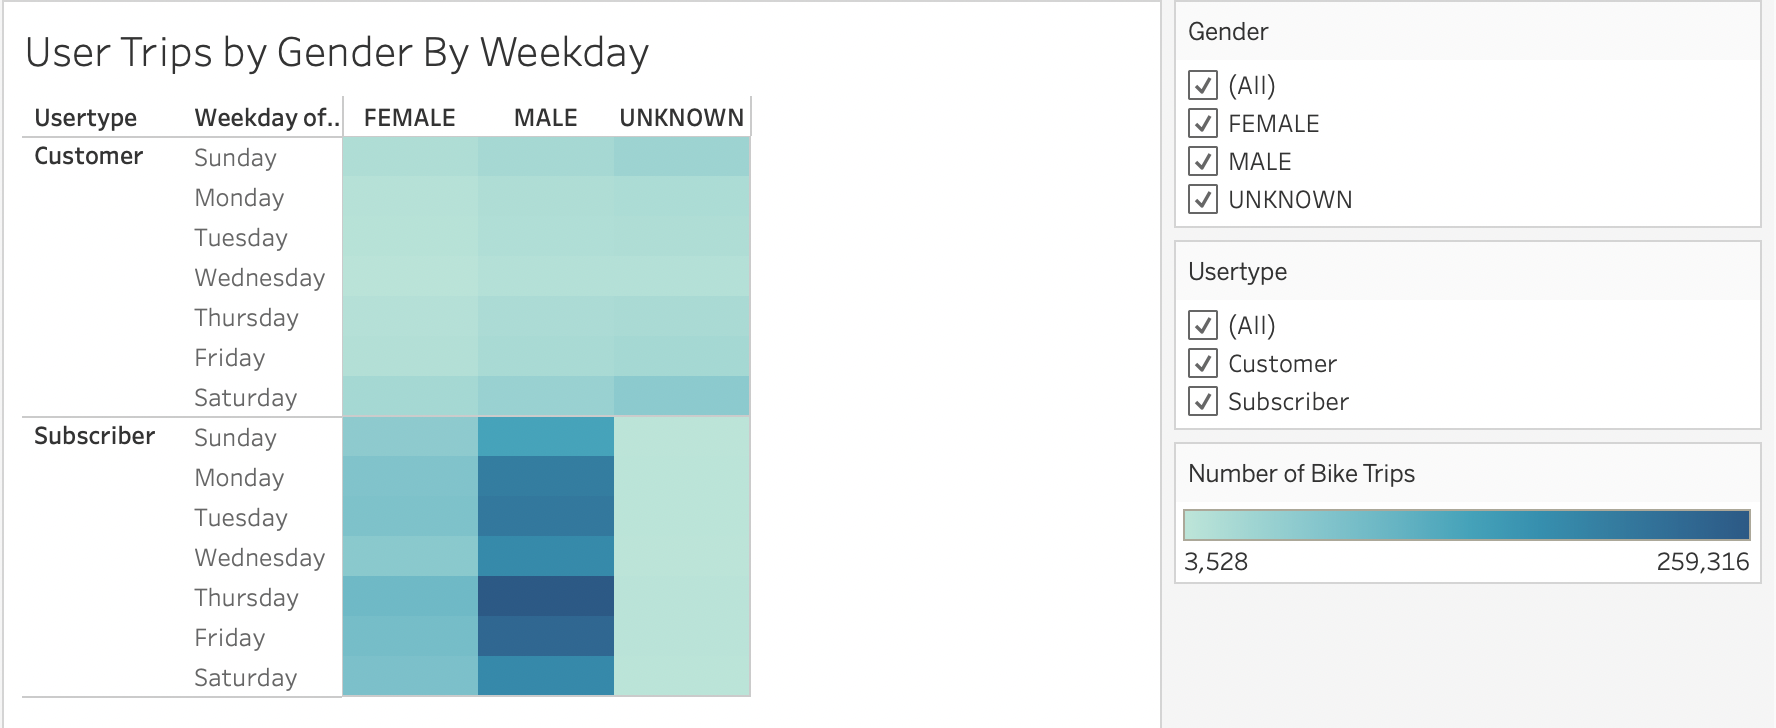 User Trips by Gender By Weekday
Usertype Weekday of.. FEMALE MALE UNKNOWN
Customer Sunday
Monday
Tuesday
Wednesday
Thursday
Friday
Saturday
Subscriber Sunday
Monday
Tuesday
Wednesday
Thursday
Friday
Saturday
Gender
(All)
FEMALE
MALE
UNKNOWN
Usertype
(All)
Customer
Subscriber
Number of Bike Trips
3,528 259,316